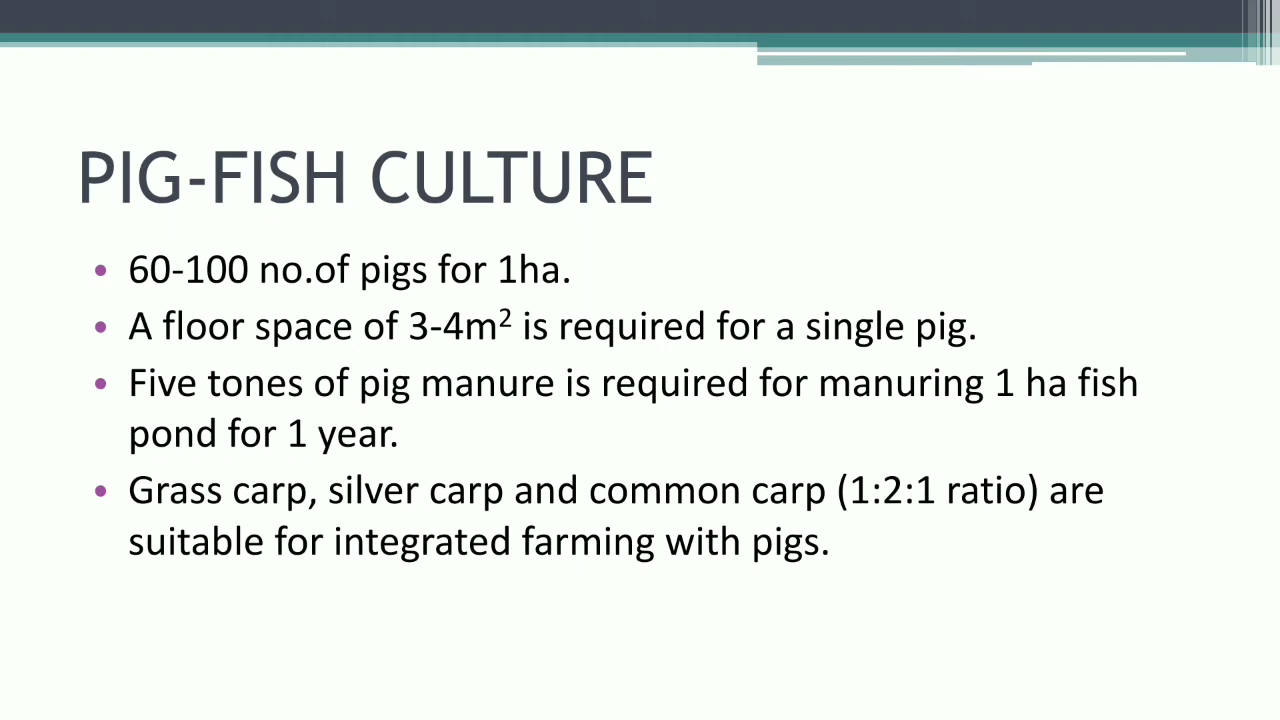 PIG-FISH CULTURE
• 60-100 no.of pigs for 1ha.
• A floor space of 3-4m² is required for a single pig.
• Five tones of pig manure is required for manuring 1 ha fish
pond for 1 year.
• Grass carp, silver carp and common carp (1:2:1 ratio) are
suitable for integrated farming with pigs.